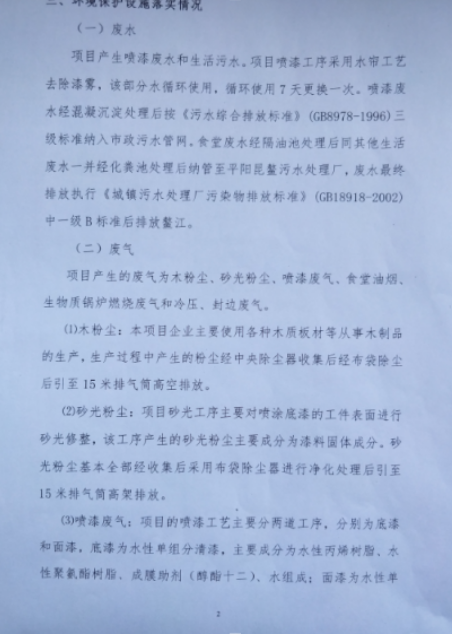 三、环境保护设施落实情况
（一）废水
项目产生喷漆废水和生活污水。项目喷漆工序采用水帘工艺
去除漆雾，该部分水循环使用，循环使用7天更换一次。喷漆废
水经混凝沉淀处理后按《污水综合排放标准》(GB8978-1996)三
级标准纳入市政污水管网。食堂废水经隔油池处理后同其他生活
废水一并经化粪池处理后纳管至平阳昆鳌污水处理厂，废水最终
排放执行《城镇污水处理厂污染物排放标准》(GB18918-2002)
中一级B标准后排放鳌江。
（二）废气
项目产生的废气为木粉尘、砂光粉尘、喷漆废气、食堂油烟、
生物质锅炉燃烧废气和冷压、封边废气。
⑴木粉尘：本项目企业主要使用各种木质板材等从事木制品
的生产，生产过程中产生的粉尘经中央除尘器收集后经布袋除尘
后引至15米排气筒高空排放。
⑵砂光粉尘：项目砂光工序主要对喷涂底漆的工件表面进行
砂光修整，该工序产生的砂光粉尘主要成分为漆料固体成分。砂
光粉尘基本全部经收集后采用布袋除尘器进行净化处理后引至
15米排气筒高架排放。
⑶喷漆废气：项目的喷漆工艺主要分两道工序，分别为底漆
和面漆，底漆为水性单组分清漆，主要成分为水性丙烯树脂、水
性聚氨酯树脂、成膜助剂（醇酯十二）、水组成；面漆为水性单
2